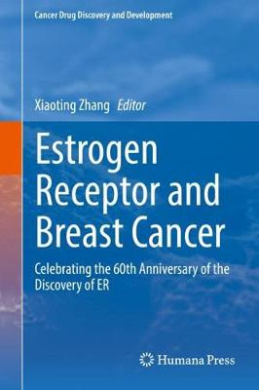 Cancer Drug Discovery and Development
Xiaoting Zhang Editor
Estrogen
Receptor and
Breast Cancer
Celebrating the 60th Anniversary of the
Discovery of ER
Humana Press